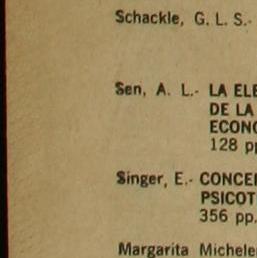 Schackle, G. L. S.-
Sen, A. L.- LA ELE
DE LA
ECONO
128 pp
Singer, E.- CONCE
PSICOT
356 pp.
Margarita Michele